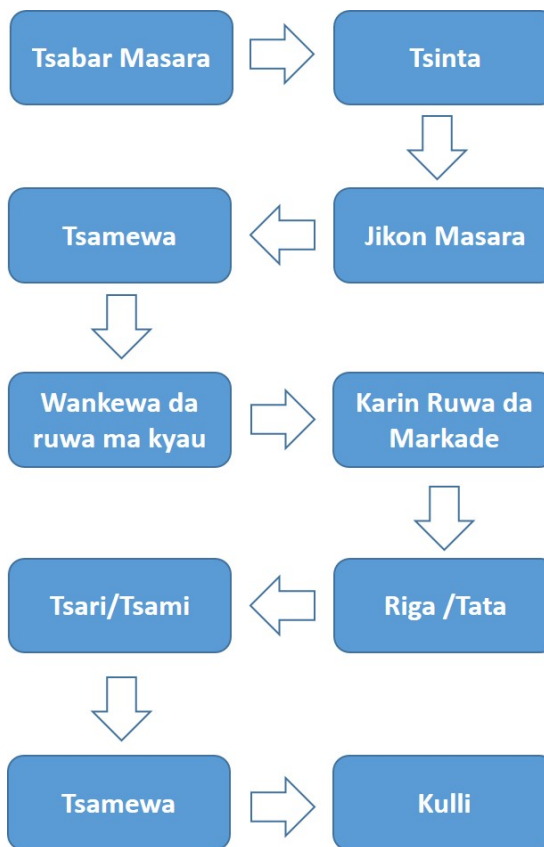 Tsabar Masara
Tsinta
Jikon Masara
Tsamewa
Wankewa da
ruwa ma kyau
Karin Ruwa da
Markade
Riga /Tata
Tsari/Tsami
Tsamewa
Kulli